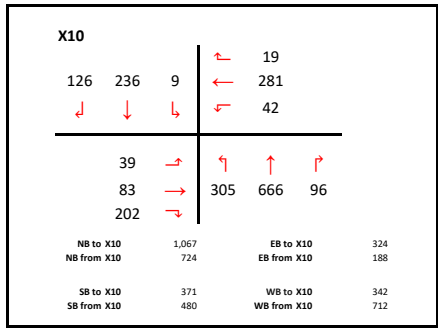 X10
19
126 236 9 281
42
39
83 305 666 96
202
NB to X10 1,067 EB to X10 324
NB from X10 724 EB from X10 188
SB to X10 371 WB to X10 342
SB from X10 480 WB from X10 712